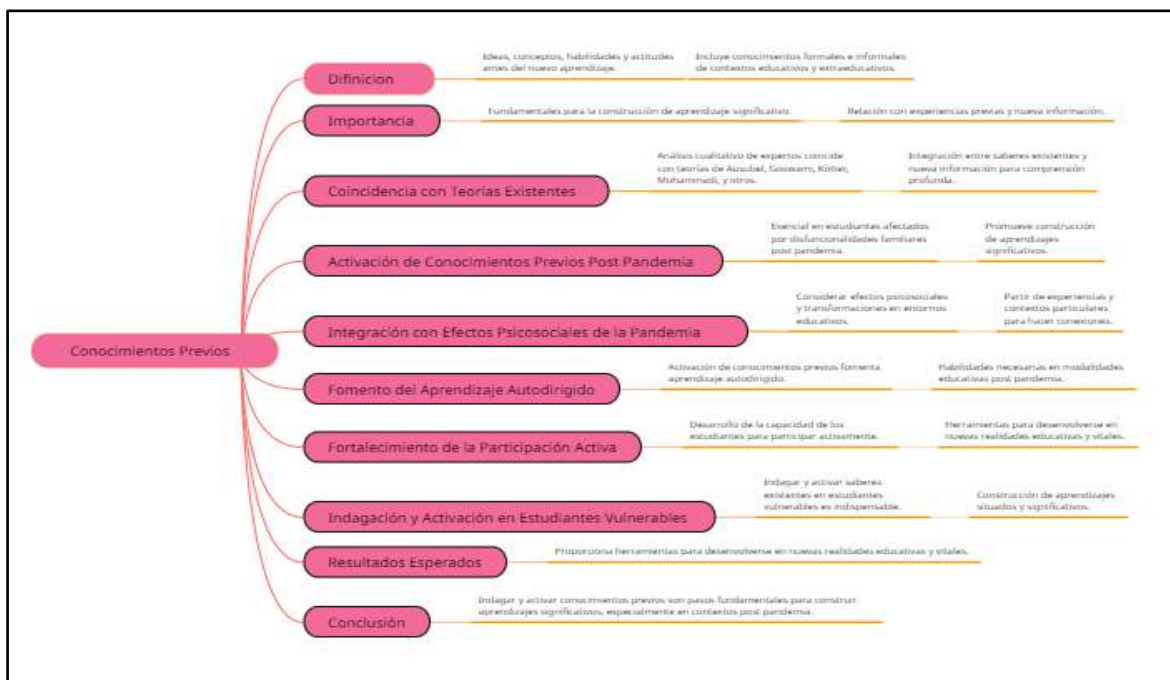 Conocimientos Previos
Difinicion
Ideas, conceptos, habilidades y actitudes
antes del nuevo aprendizaje.
Incluye conocimientos formales e informales
de contextos educativos y extraeducativos.
Importancia
Fundamentales para la construcción de aprendizaje significativo.
Relación con experiencias previas y nueva información.
Coincidencia con Teorías Existentes
Análisis cualitativo de expertos coincide
con teorías de Ausubel, Goswami, Kötter,
Mohammadi, y otros.
Integración entre saberes existentes y
nueva información para comprensión
profunda.
Activación de Conocimientos Previos Post Pandemia
Esencial en estudiantes afectados
por disfuncionalidades familiares
post pandemia.
Promueve construcción
de aprendizajes
significativos.
Integración con Efectos Psicosociales de la Pandemia
Considerar efectos psicosociales
y transformaciones en entornos
educativos.
Partir de experiencias y
contextos particulares
para hacer conexiones.
Fomento del Aprendizaje Autodirigido
Activación de conocimientos previos fomenta
aprendizaje autodirigido.
Habilidades necesarias en modalidades
educativas post pandemia.
Fortalecimiento de la Participación Activa
Desarrollo de la capacidad de los
estudiantes para participar activamente.
Herramientas para desenvolverse en
nuevas realidades educativas y vitales.
Indagación y Activación en Estudiantes Vulnerables
Indagar y activar saberes
existentes en estudiantes
vulnerables es indispensable.
Construcción de aprendizajes
situados y significativos.
Resultados Esperados
Proporciona herramientas para desenvolverse en nuevas realidades educativas y vitales.
Conclusión
Indagar y activar conocimientos previos son pasos fundamentales para construir
aprendizajes significativos, especialmente en contextos post pandemia.